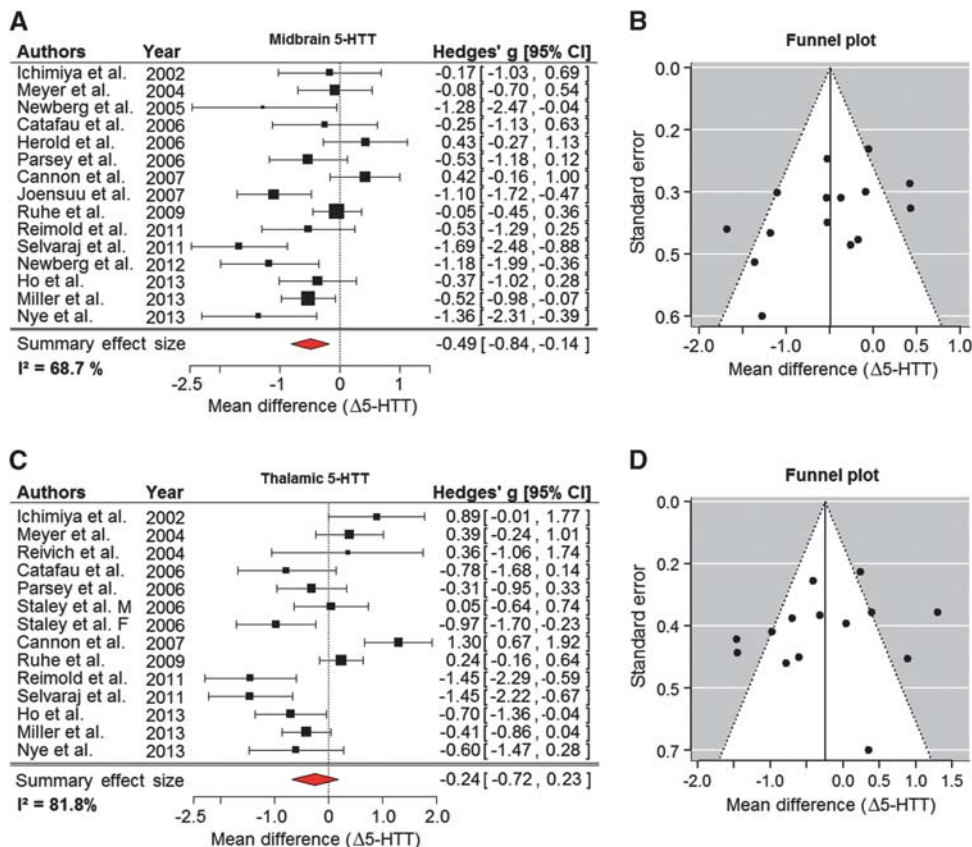 A
Midbrain 5-HTT
Authors Year Hedges' g [95% CI]
Ichimiya et al. 2002 -0.17 [ -1.03 , 0.69 ]
Meyer et al. 2004 -0.08 [ -0.70 , 0.54 ]
Newberg et al. 2005 -1.28 [ -2.47 , -0.04 ]
Catafau et al. 2006 -0.25 [ -1.13 , 0.63 ]
Herold et al. 2006 0.43 [ -0.27 , 1.13 ]
Parsey et al. 2006 -0.53 [ -1.18 , 0.12 ]
Cannon et al. 2007 0.42 [ -0.16 , 1.00 ]
Joensuu et al. 2007 -1.10 [ -1.72 , -0.47 ]
Ruhe et al. 2009 -0.05 [ -0.45 , 0.36 ]
Reimold et al. 2011 -0.53 [ -1.29 , 0.25 ]
Selvaraj et al. 2011 -1.69 [ -2.48 , -0.88 ]
Newberg et al. 2012 -1.18 [ -1.99 , -0.36 ]
Ho et al. 2013 -0.37 [ -1.02 , 0.28 ]
Miller et al. 2013 -0.52 [ -0.98 , -0.07 ]
Nye et al. 2013 -1.36 [ -2.31 , -0.39 ]
Summary effect size -0.49 [ -0.84 , -0.14 ]
I² = 68.7 %
-2.5 -1 0 1
Mean difference (Δ5-HTT)
B
Funnel plot
Standard error
0.0
0.2
0.3
0.5
0.6
-2.0 -1.0 0.0 0.5 1.0
Mean difference (Δ5-HTT)
C
Thalamic 5-HTT
Authors Year Hedges' g [95% CI]
Ichimiya et al. 2002 0.89 [ -0.01 , 1.77 ]
Meyer et al. 2004 0.39 [ -0.24 , 1.01 ]
Reivich et al. 2004 0.36 [ -1.06 , 1.74 ]
Catafau et al. 2006 -0.78 [ -1.68 , 0.14 ]
Parsey et al. 2006 -0.31 [ -0.95 , 0.33 ]
Staley et al. M 2006 0.05 [ -0.64 , 0.74 ]
Staley et al. F 2006 -0.97 [ -1.70 , -0.23 ]
Cannon et al. 2007 1.30 [ 0.67 , 1.92 ]
Ruhe et al. 2009 0.24 [ -0.16 , 0.64 ]
Reimold et al. 2011 -1.45 [ -2.29 , -0.59 ]
Selvaraj et al. 2011 -1.45 [ -2.22 , -0.67 ]
Ho et al. 2013 -0.70 [ -1.36 , -0.04 ]
Miller et al. 2013 -0.41 [ -0.86 , 0.04 ]
Nye et al. 2013 -0.60 [ -1.47 , 0.28 ]
Summary effect size -0.24 [ -0.72 , 0.23 ]
I² = 81.8%
-2.5 -1 0 1 2.0
Mean difference (Δ5-HTT)
D
Funnel plot
Standard error
0.0
0.2
0.4
0.5
0.7
-2.0 -1.0 0.0 0.5 1.5
Mean difference (Δ5-HTT)